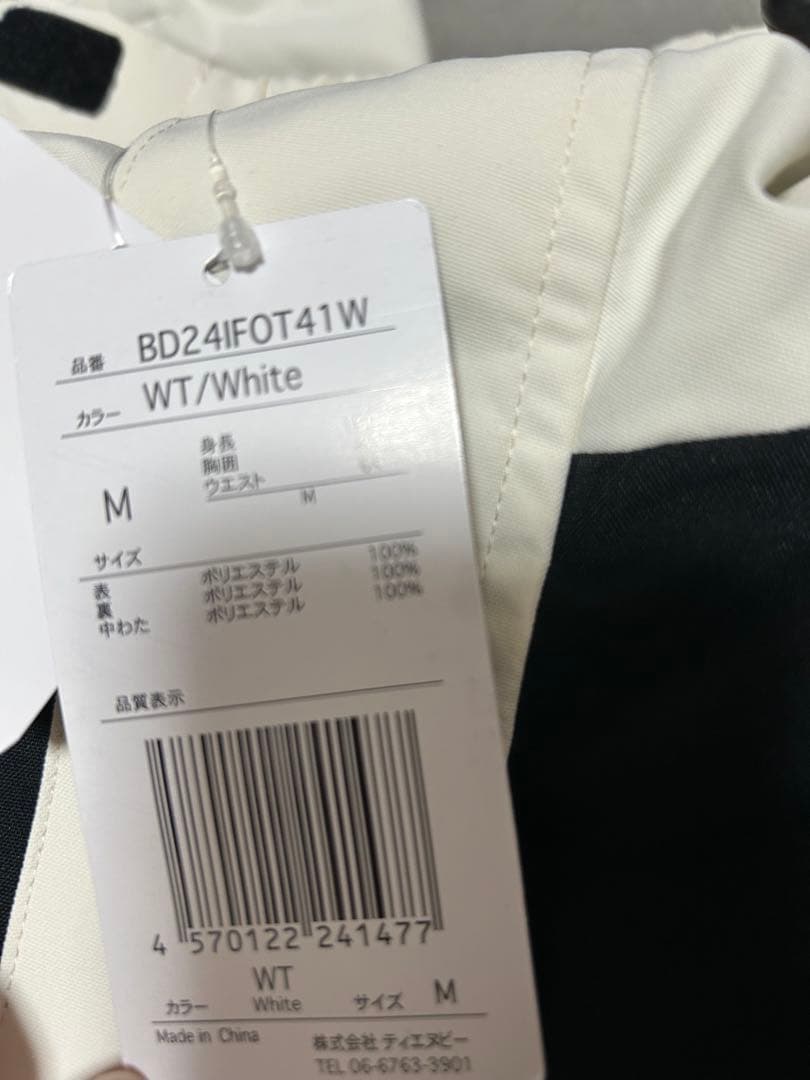 品番 BD24IFOT41W
カラー WT/White
身長
胸囲
ウエスト
M
M
サイズ
表 ポリエステル 100%
裏 ポリエステル 100%
中わた ポリエステル 100%
品質表示
4 570122 241477
カラー WT White サイズ M
Made in China 株式会社 ティエヌピー
TEL 06-6763-3901